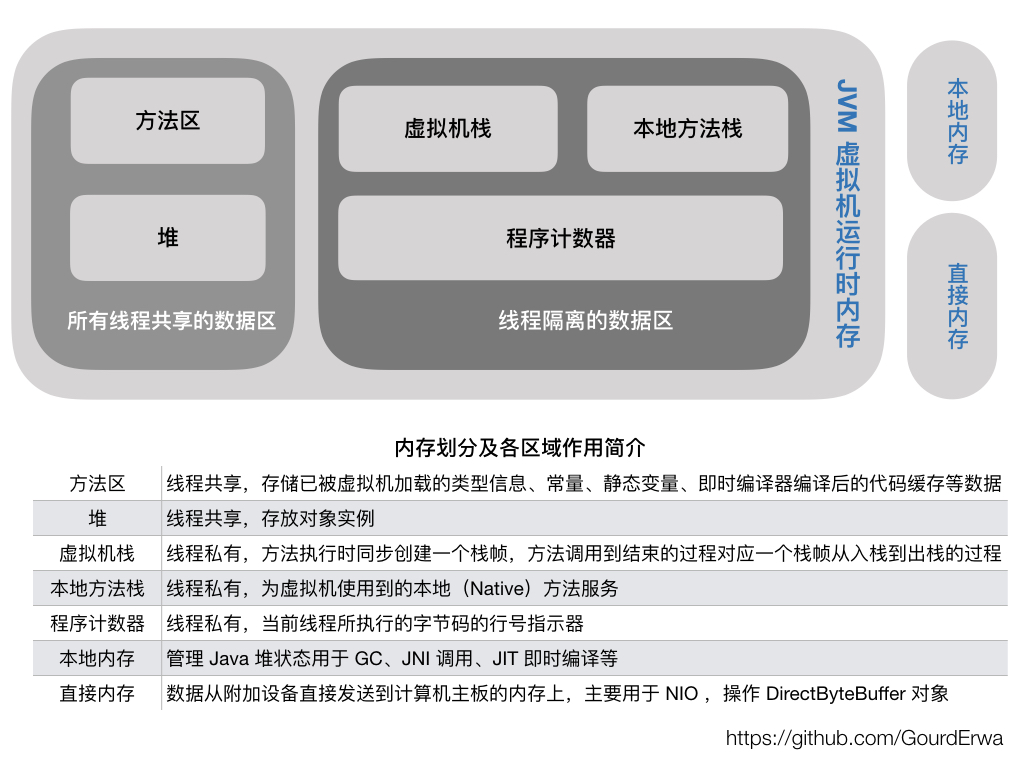 方法区
堆
所有线程共享的数据区
虚拟机栈
本地方法栈
程序计数器
线程隔离的数据区
JVM 虚拟机运行时内存
本地内存
直接内存
内存划分及各区域作用简介
方法区 线程共享，存储已被虚拟机加载的类型信息、常量、静态变量、即时编译器编译后的代码缓存等数据
堆 线程共享，存放对象实例
虚拟机栈 线程私有，方法执行时同步创建一个栈帧，方法调用到结束的过程对应一个栈帧从入栈到出栈的过程
本地方法栈 线程私有，为虚拟机使用到的本地（Native）方法服务
程序计数器 线程私有，当前线程所执行的字节码的行号指示器
本地内存 管理 Java 堆状态用于 GC、JNI 调用、JIT 即时编译等
直接内存 数据从附加设备直接发送到计算机主板的内存上，主要用于 NIO ，操作 DirectByteBuffer 对象
https://github.com/GourdErwa